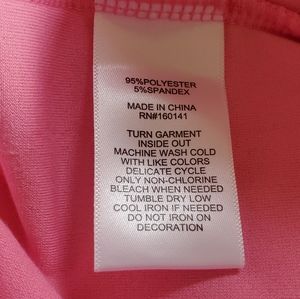 95%POLYESTER
5%SPANDEX
MADE IN CHINA
RN#160141
TURN GARMENT
INSIDE OUT
MACHINE WASH COLD
WITH LIKE COLORS
DELICATE CYCLE
ONLY NON-CHLORINE
BLEACH WHEN NEEDED
TUMBLE DRY LOW
COOL IRON IF NEEDED
DO NOT IRON ON
DECORATION